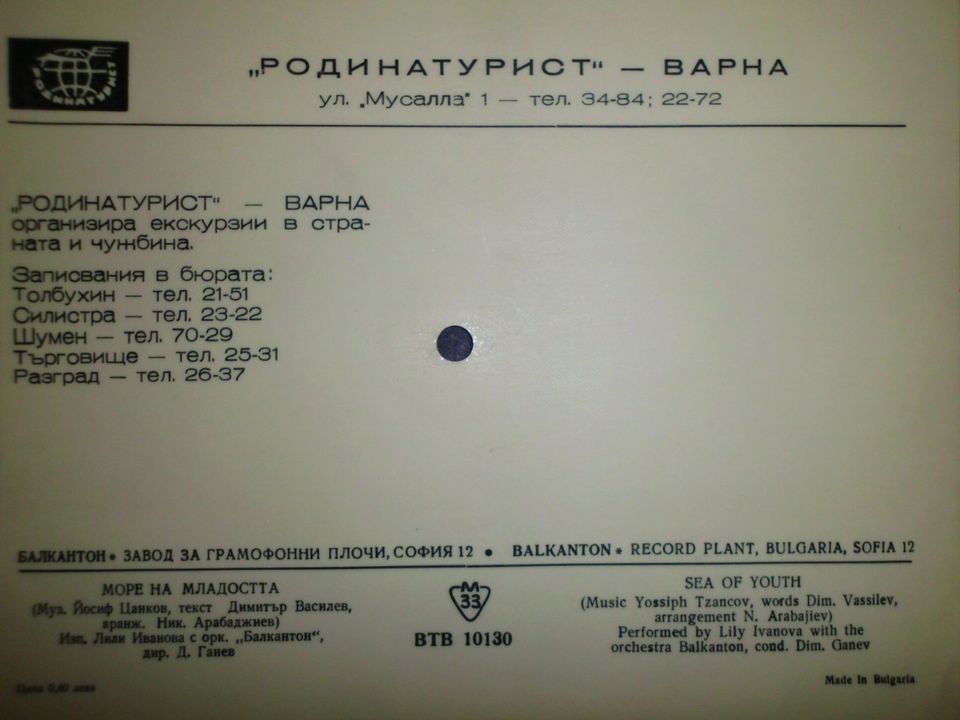 РОДИНАТУРИСТ
„РОДИНАТУРИСТ“ — ВАРНА
ул. „Мусалла" 1 — тел. 34-84; 22-72
„РОДИНАТУРИСТ“ — ВАРНА
организира екскурзии в стра-
ната и чужбина.
Записвания в бюрата:
Толбухин — тел. 21-51
Силистра — тел. 23-22
Шумен — тел. 70-29
Търговище — тел. 25-31
Разград — тел. 26-37
БАЛКАНТОН * ЗАВОД ЗА ГРАМОФОННИ ПЛОЧИ, СОФИЯ 12 • BALKANTON * RECORD PLANT, BULGARIA, SOFIA 12
МОРЕ НА МЛАДОСТТА
(Муз. Йосиф Цанков, текст Димитър Василев,
аранж. Ник. Арабаджиев)
Изп. Лили Иванова с орк. „Балкантон“,
дир. Д. Ганев
Цена 0,40 лева
М
33
ВТВ 10130
SEA OF YOUTH
(Music Yossiph Tzancov, words Dim. Vassilev,
arrangement N. Arabajiev)
Performed by Lily Ivanova with the
orchestra Balkanton, cond. Dim. Ganev
Made in Bulgaria